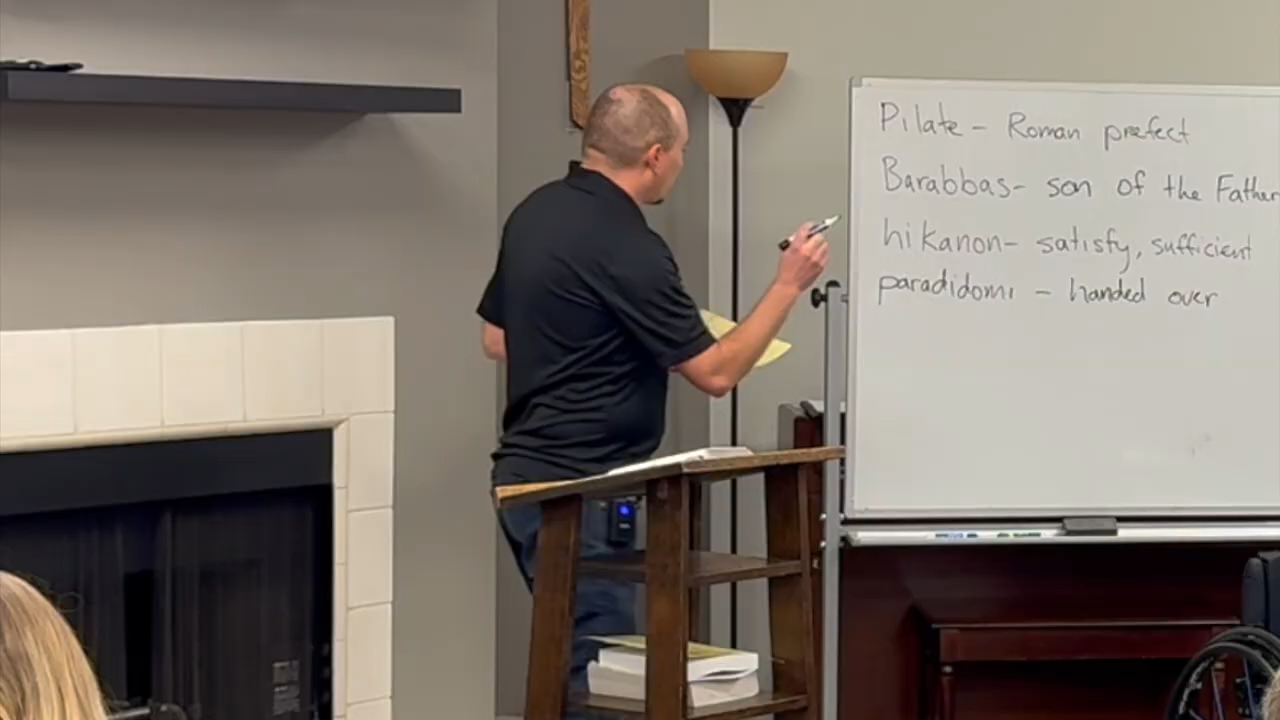 Pilate - Roman prefect
Barabbas- son of the Father
hikanon- satisfy, sufficient
paradidomi - handed over